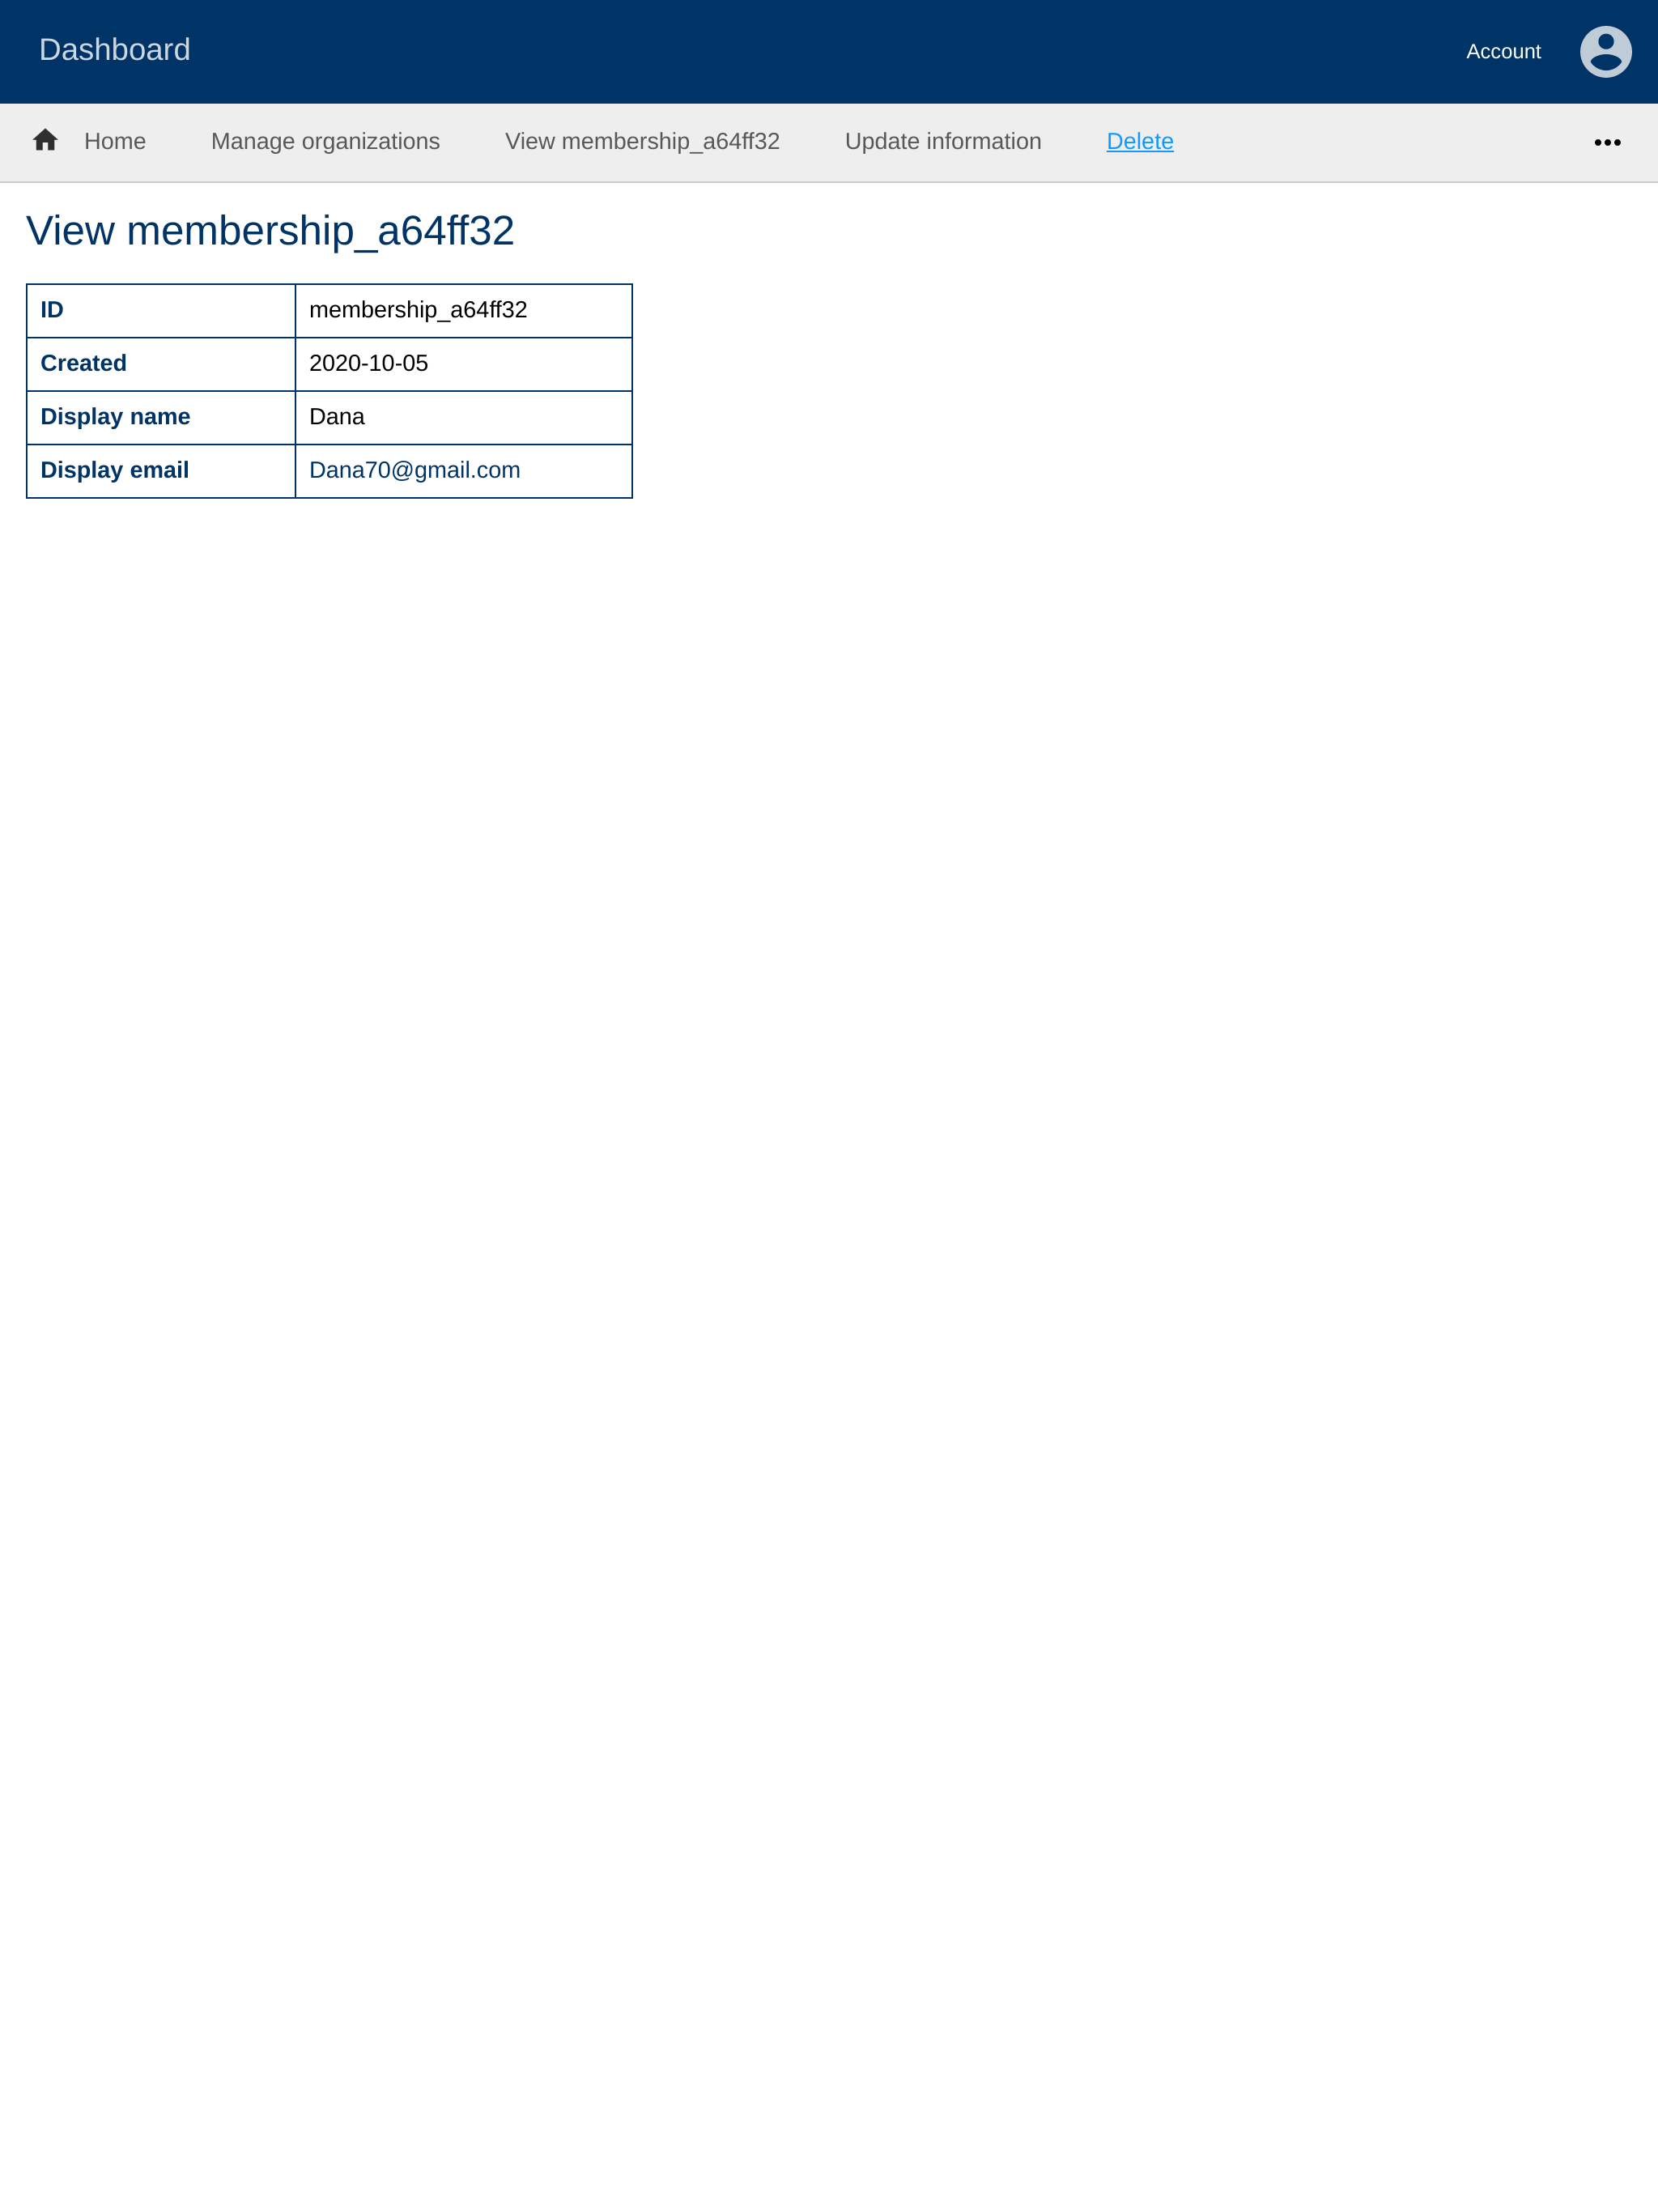 Dashboard
Account
Home Manage organizations View membership_a64ff32 Update information Delete
View membership_a64ff32
ID membership_a64ff32
Created 2020-10-05
Display name Dana
Display email Dana70@gmail.com